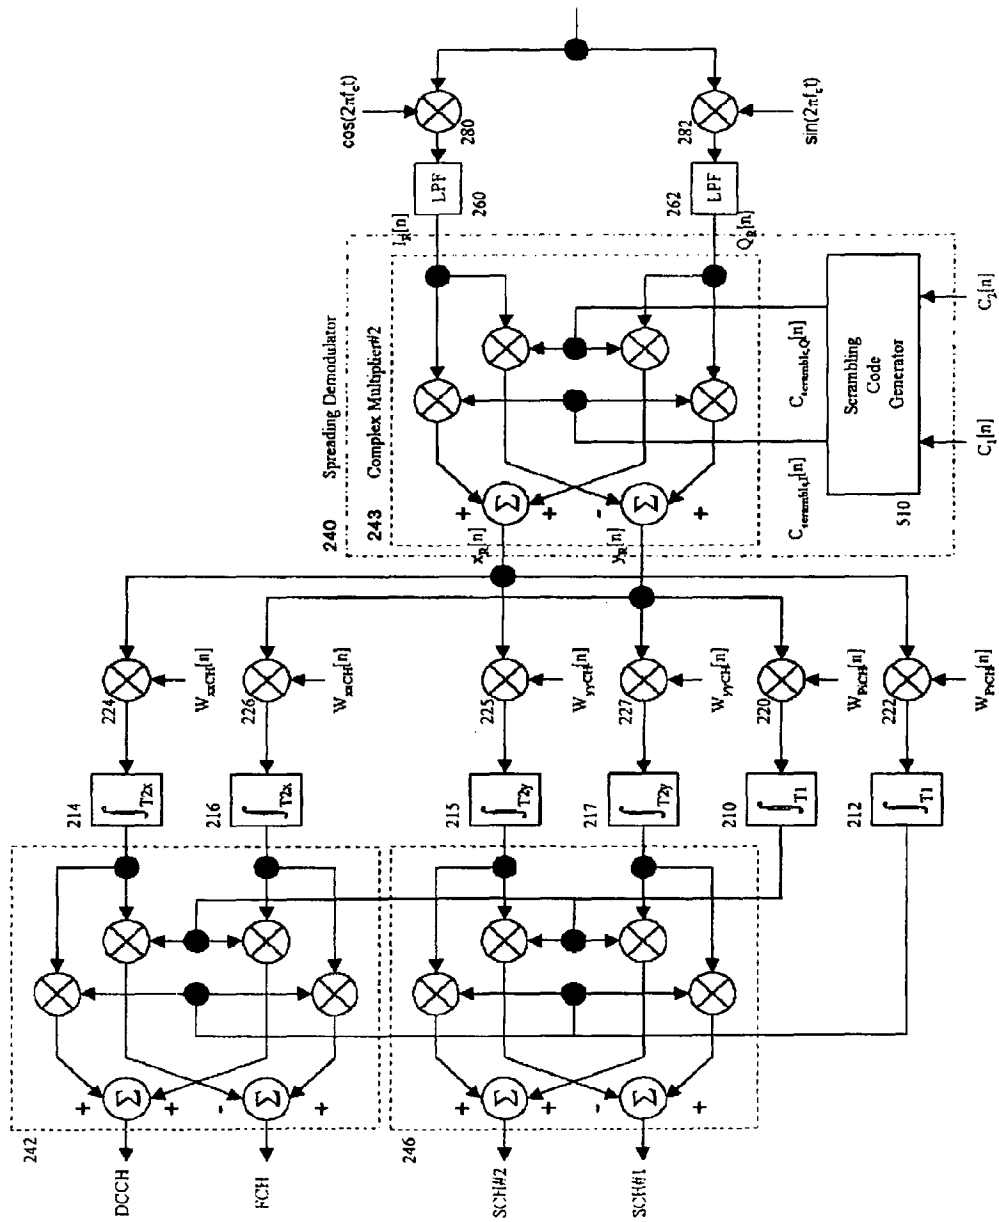 cos(2πf_ct)
280
282
sin(2πf_ct)
LPF
260
LPF
262
I_R[n]
Q_R[n]
240 Spreading Demodulator
243 Complex Multiplier#2
C_scramble,I[n]
C_scramble,Q[n]
Scrambling
Code
Generator
510
C_1[n]
C_2[n]
Σ
+
+
Σ
-
+
x_R[n]
y_R[n]
224
W_xxCH[n]
226
W_xxCH[n]
225
W_yyCH[n]
227
W_yyCH[n]
220
W_PiCH[n]
222
W_PiCH[n]
214
∫T2x
216
∫T2x
215
∫T2y
217
∫T2y
210
∫T1
212
∫T1
242
+
Σ
+
-
Σ
+
246
+
Σ
+
-
Σ
+
DCCH
FCH
SCH#2
SCH#1